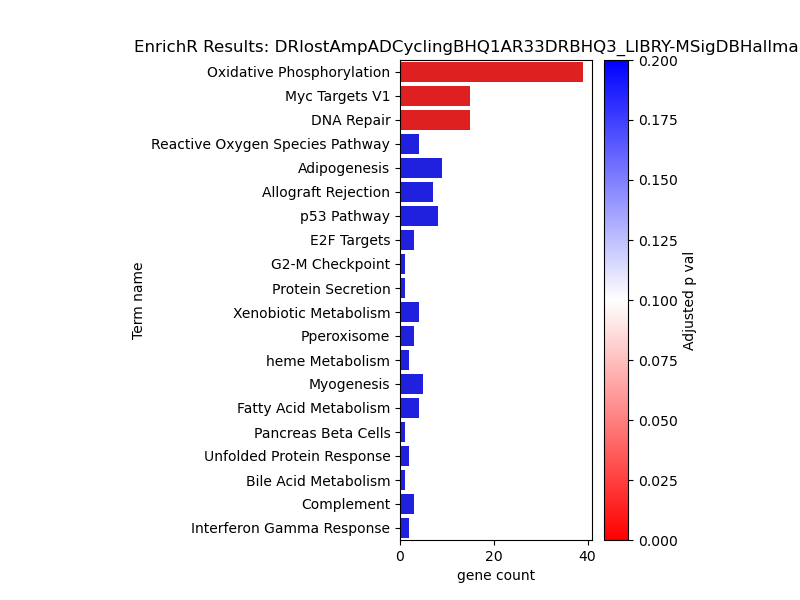 EnrichR Results: DRlostAmpADCyclingBHQ1AR33DRBHQ3_LIBRY-MSigDBHallma
Oxidative Phosphorylation
Myc Targets V1
DNA Repair
Reactive Oxygen Species Pathway
Adipogenesis
Allograft Rejection
p53 Pathway
E2F Targets
G2-M Checkpoint
Protein Secretion
Xenobiotic Metabolism
Pperoxisome
heme Metabolism
Myogenesis
Fatty Acid Metabolism
Pancreas Beta Cells
Unfolded Protein Response
Bile Acid Metabolism
Complement
Interferon Gamma Response
Term name
0 20 40
gene count
0.200
0.175
0.150
0.125
0.100
0.075
0.050
0.025
0.000
Adjusted p val